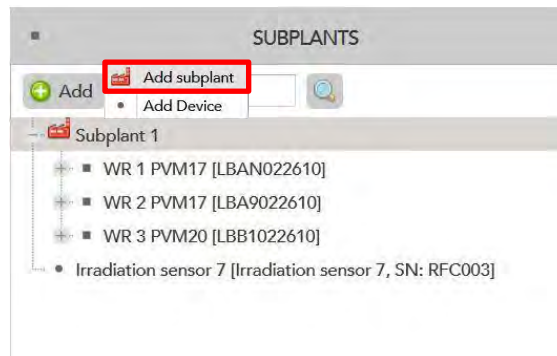 SUBPLANTS
Add
Add subplant
Add Device
Subplant 1
WR 1 PVM17 [LBAN022610]
WR 2 PVM17 [LBA9022610]
WR 3 PVM20 [LBB1022610]
Irradiation sensor 7 [Irradiation sensor 7, SN: RFC003]